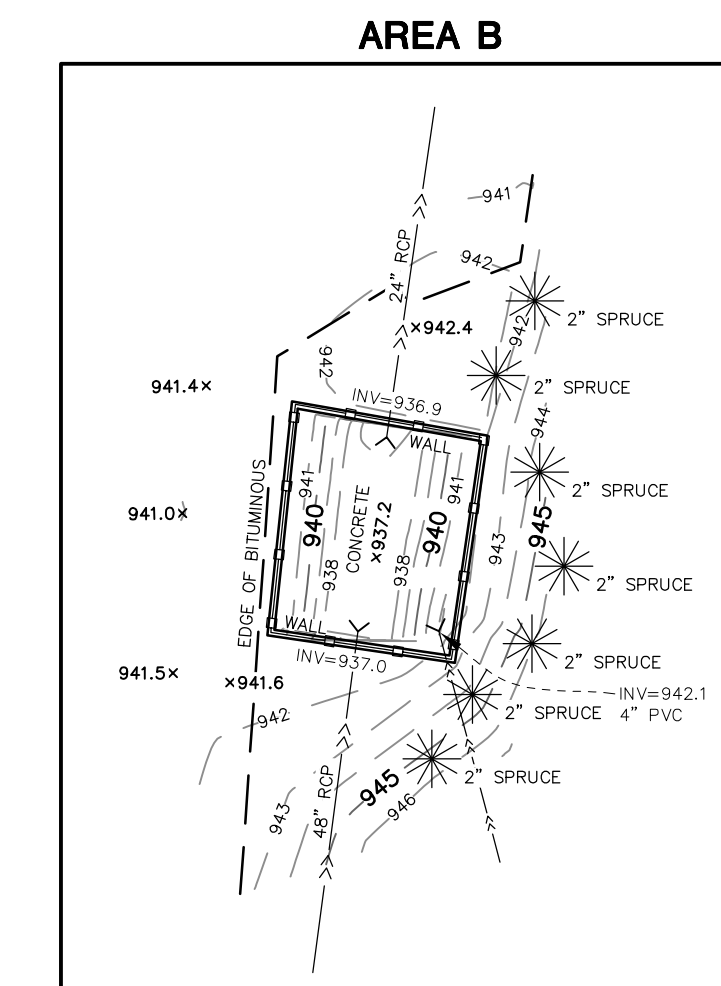 AREA B
941
942
24" RCP
942
2" SPRUCE
×942.4
942
941.4×
2" SPRUCE
INV=936.9
944
WALL
941
941
2" SPRUCE
941.0×
940
CONCRETE
×937.2
940
945
943
EDGE OF BITUMINOUS
938
938
2" SPRUCE
WALL
INV=937.0
2" SPRUCE
941.5×
×941.6
INV=942.1
4" PVC
2" SPRUCE
942
945
2" SPRUCE
48" RCP
943
946